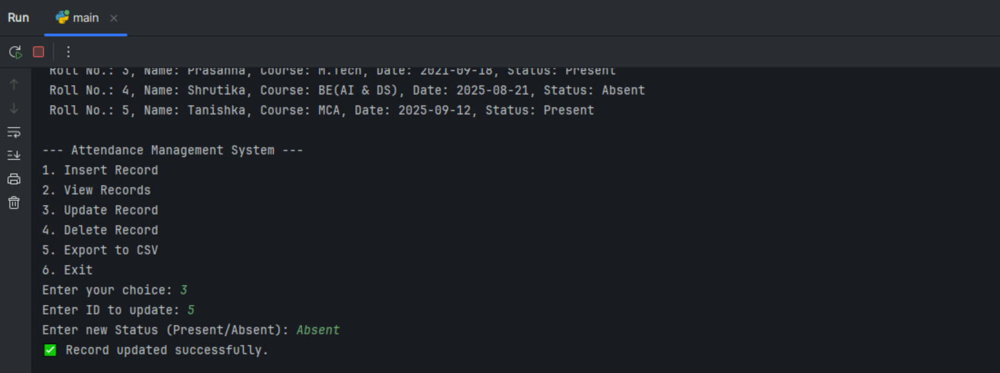 Run main
Roll No.: 3, Name: Prasanna, Course: M.Tech, Date: 2021-09-18, Status: Present
Roll No.: 4, Name: Shrutika, Course: BE(AI & DS), Date: 2025-08-21, Status: Absent
Roll No.: 5, Name: Tanishka, Course: MCA, Date: 2025-09-12, Status: Present
--- Attendance Management System ---
1. Insert Record
2. View Records
3. Update Record
4. Delete Record
5. Export to CSV
6. Exit
Enter your choice: 3
Enter ID to update: 5
Enter new Status (Present/Absent): Absent
✅ Record updated successfully.